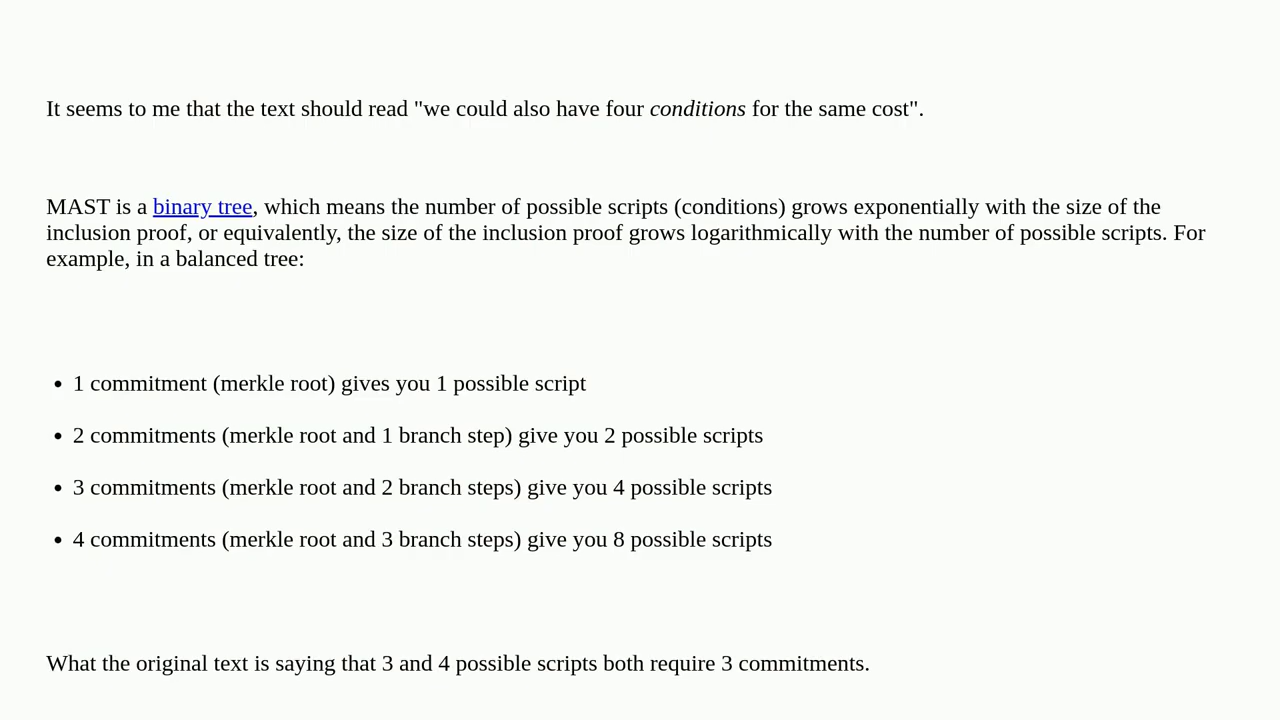 It seems to me that the text should read "we could also have four conditions for the same cost".
MAST is a binary tree, which means the number of possible scripts (conditions) grows exponentially with the size of the
inclusion proof, or equivalently, the size of the inclusion proof grows logarithmically with the number of possible scripts. For
example, in a balanced tree:
• 1 commitment (merkle root) gives you 1 possible script
• 2 commitments (merkle root and 1 branch step) give you 2 possible scripts
• 3 commitments (merkle root and 2 branch steps) give you 4 possible scripts
• 4 commitments (merkle root and 3 branch steps) give you 8 possible scripts
What the original text is saying that 3 and 4 possible scripts both require 3 commitments.